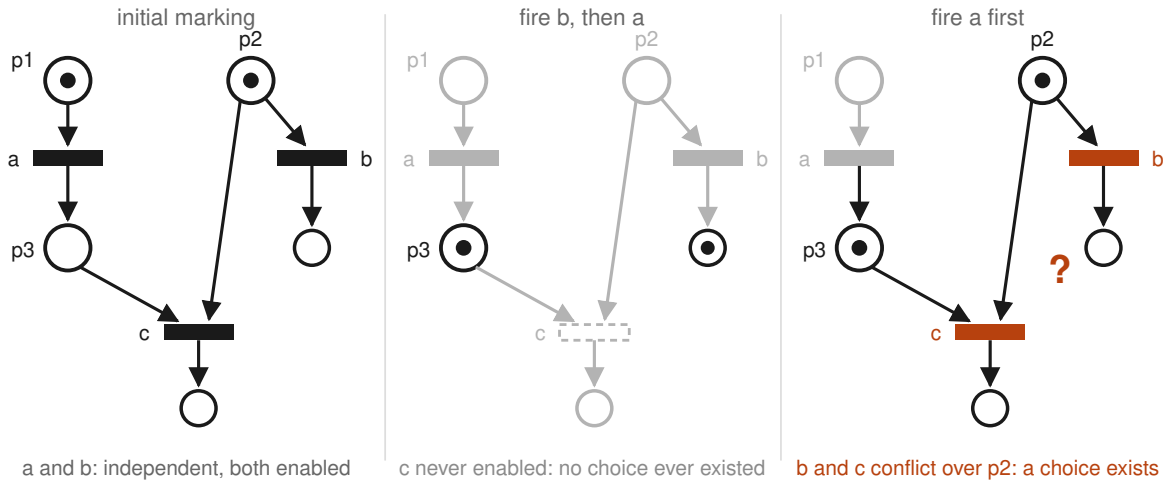 initial marking
p1
p2
a
b
p3
c
a and b: independent, both enabled
fire b, then a
p1
p2
a
b
p3
c
c never enabled: no choice ever existed
fire a first
p1
p2
a
b
p3
?
c
b and c conflict over p2: a choice exists